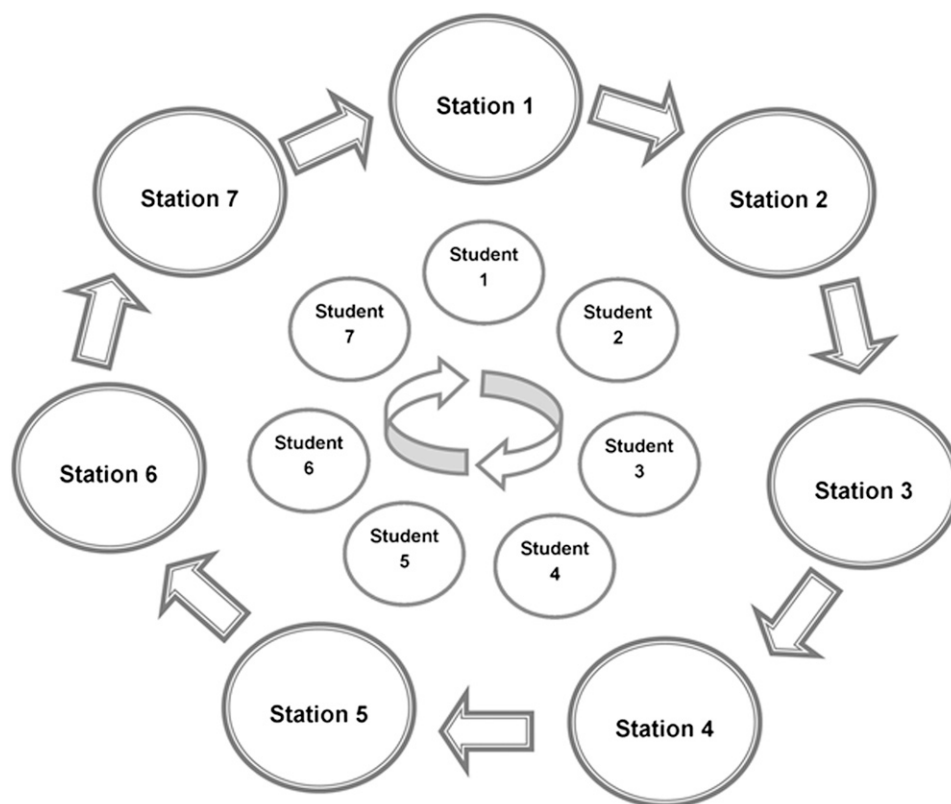 Station 1
Station 2
Station 3
Station 4
Station 5
Station 6
Station 7
Student
1
Student
2
Student
3
Student
4
Student
5
Student
6
Student
7